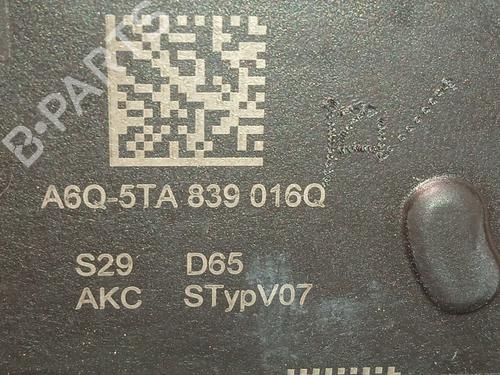 B-PARTS
A6Q-5TA 839 016Q
S29 D65
AKC STypV07